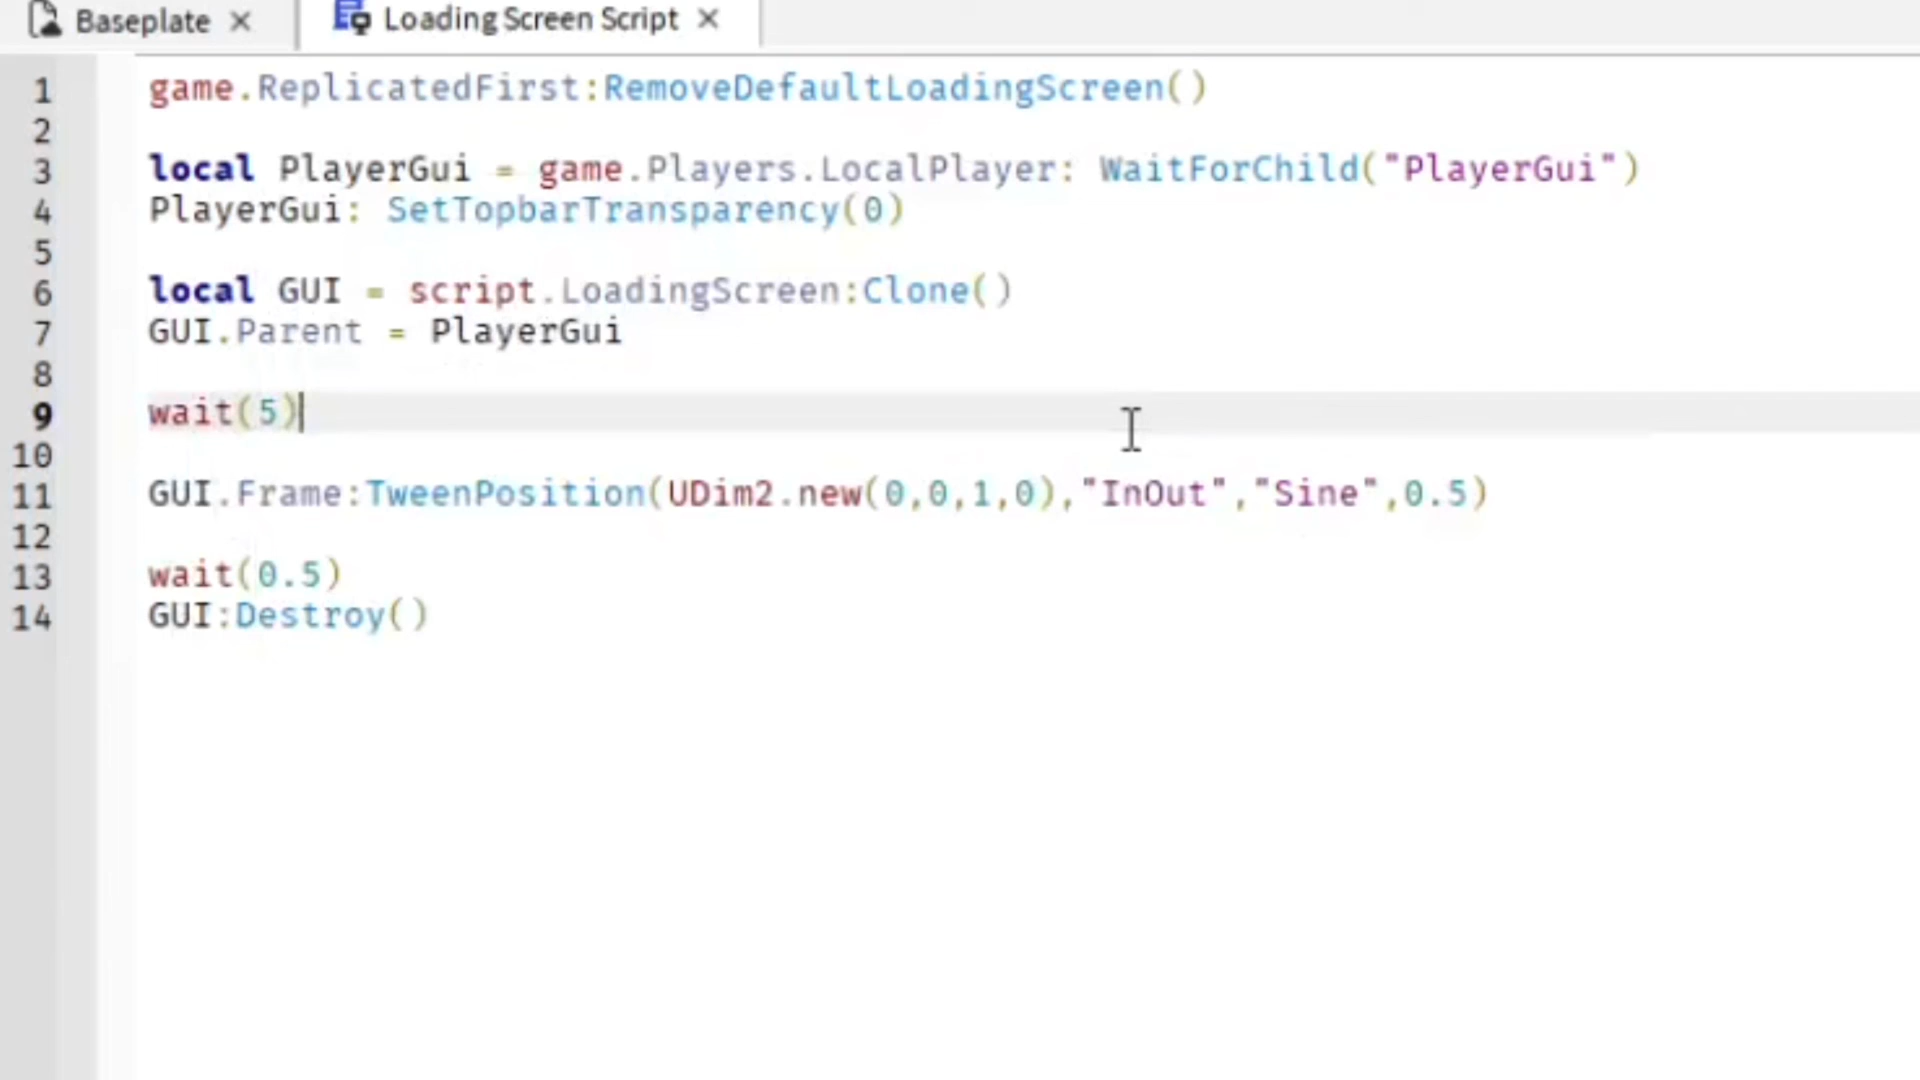 Baseplate
Loading Screen Script
1 game.ReplicatedFirst:RemoveDefaultLoadingScreen()
2
3 local PlayerGui = game.Players.LocalPlayer: WaitForChild("PlayerGui")
4 PlayerGui: SetTopbarTransparency(0)
5
6 local GUI = script.LoadingScreen:Clone()
7 GUI.Parent = PlayerGui
8
9 wait(5)
10
11 GUI.Frame:TweenPosition(UDim2.new(0,0,1,0),"InOut","Sine",0.5)
12
13 wait(0.5)
14 GUI:Destroy()